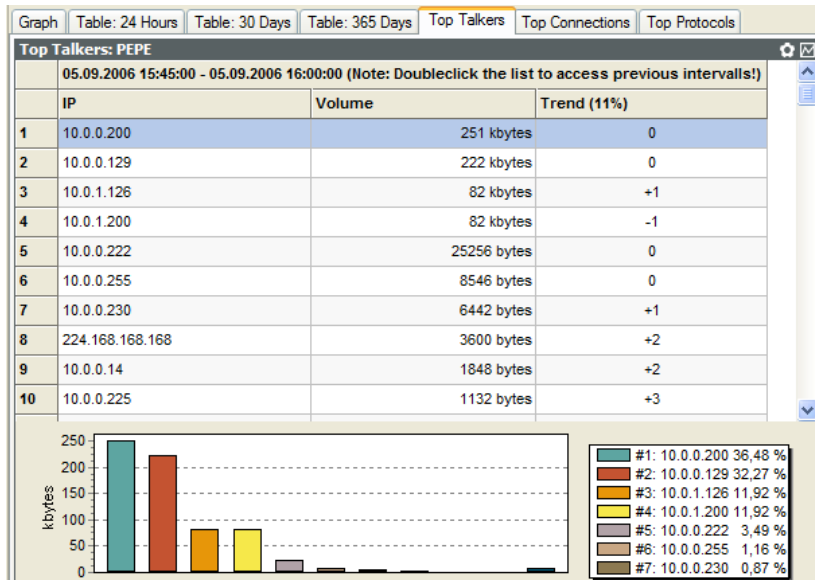 Graph Table: 24 Hours Table: 30 Days Table: 365 Days Top Talkers Top Connections Top Protocols
Top Talkers: PEPE
05.09.2006 15:45:00 - 05.09.2006 16:00:00 (Note: Doubleclick the list to access previous intervalls!)
IP Volume Trend (11%)
1 10.0.0.200 251 kbytes 0
2 10.0.0.129 222 kbytes 0
3 10.0.1.126 82 kbytes +1
4 10.0.1.200 82 kbytes -1
5 10.0.0.222 25256 bytes 0
6 10.0.0.255 8546 bytes 0
7 10.0.0.230 6442 bytes +1
8 224.168.168.168 3600 bytes +2
9 10.0.0.14 1848 bytes +2
10 10.0.0.225 1132 bytes +3
kbytes
250
200
150
100
50
0
#1: 10.0.0.200 36,48 %
#2: 10.0.0.129 32,27 %
#3: 10.0.1.126 11,92 %
#4: 10.0.1.200 11,92 %
#5: 10.0.0.222 3,49 %
#6: 10.0.0.255 1,16 %
#7: 10.0.0.230 0,87 %